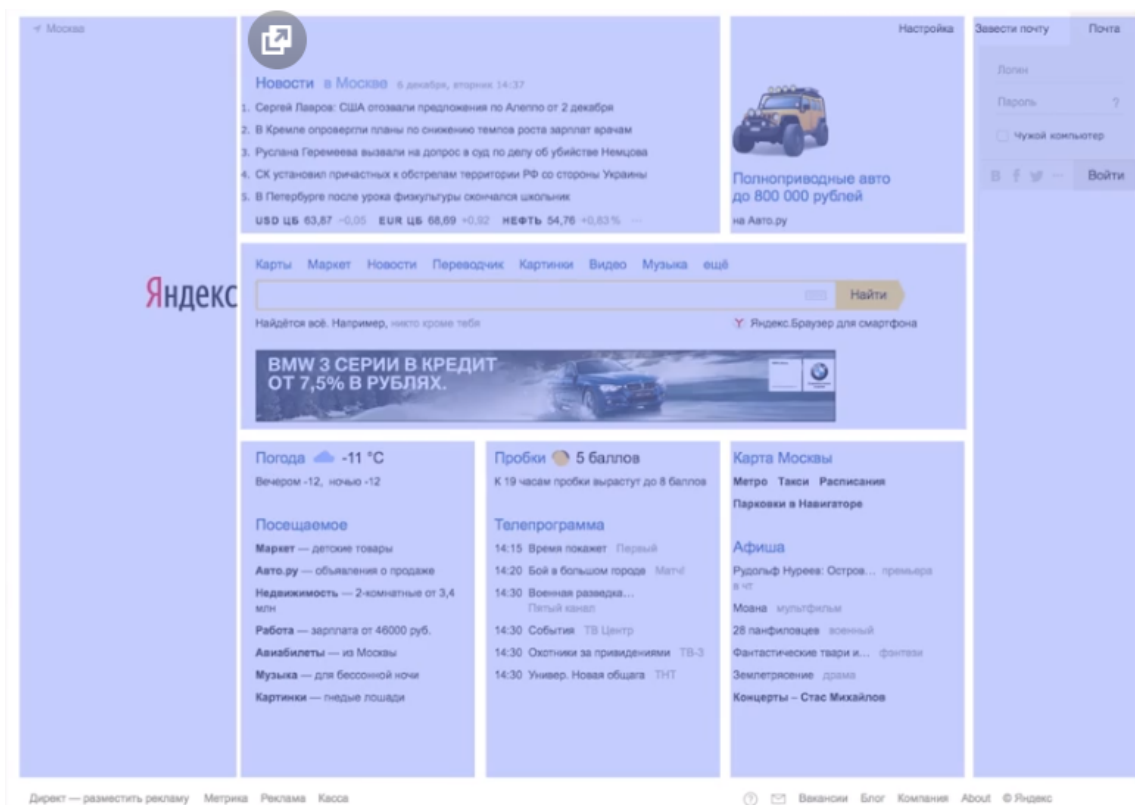 Москва
Настройка
Завести почту Почта
Новости в Москве 6 декабря, вторник 14:37
1. Сергей Лавров: США отозвали предложения по Алеппо от 2 декабря
2. В Кремле опровергли планы по снижению темпов роста зарплат врачам
3. Руслана Геремеева вызвали на допрос в суд по делу об убийстве Немцова
4. СК установил причастных к обстрелам территории РФ со стороны Украины
5. В Петербурге после урока физкультуры скончался школьник
USD ЦБ 63,87 −0,05 EUR ЦБ 68,69 +0,92 НЕФТЬ 54,76 +0,83% ···
Полноприводные авто
до 800 000 рублей
на Авто.ру
Логин
Пароль ?
Чужой компьютер
Войти
Яндекс
Карты Маркет Новости Переводчик Картинки Видео Музыка ещё
Найти
Найдётся всё. Например, никто кроме тебя
Яндекс.Браузер для смартфона
BMW 3 СЕРИИ В КРЕДИТ
ОТ 7,5% В РУБЛЯХ.
Погода -11 °C
Вечером -12, ночью -12
Посещаемое
Маркет — детские товары
Авто.ру — объявления о продаже
Недвижимость — 2-комнатные от 3,4
млн
Работа — зарплата от 46000 руб.
Авиабилеты — из Москвы
Музыка — для бессонной ночи
Картинки — гнедые лошади
Пробки 5 баллов
К 19 часам пробки вырастут до 8 баллов
Телепрограмма
14:15 Время покажет Первый
14:20 Бой в большом городе Матч!
14:30 Военная разведка...
Пятый канал
14:30 События ТВ Центр
14:30 Охотники за привидениями ТВ-3
14:30 Универ. Новая общага ТНТ
Карта Москвы
Метро Такси Расписания
Парковки в Навигаторе
Афиша
Рудольф Нуреев: Остров... премьера
в чт
Моана мультфильм
28 панфиловцев военный
Фантастические твари и... фэнтези
Землетрясение драма
Концерты – Стас Михайлов
Директ — разместить рекламу Метрика Реклама Касса
Вакансии Блог Компания About © Яндекс